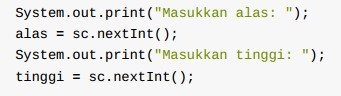 System.out.print("Masukkan alas: ");
alas = sc.nextInt();
System.out.print("Masukkan tinggi: ");
tinggi = sc.nextInt();